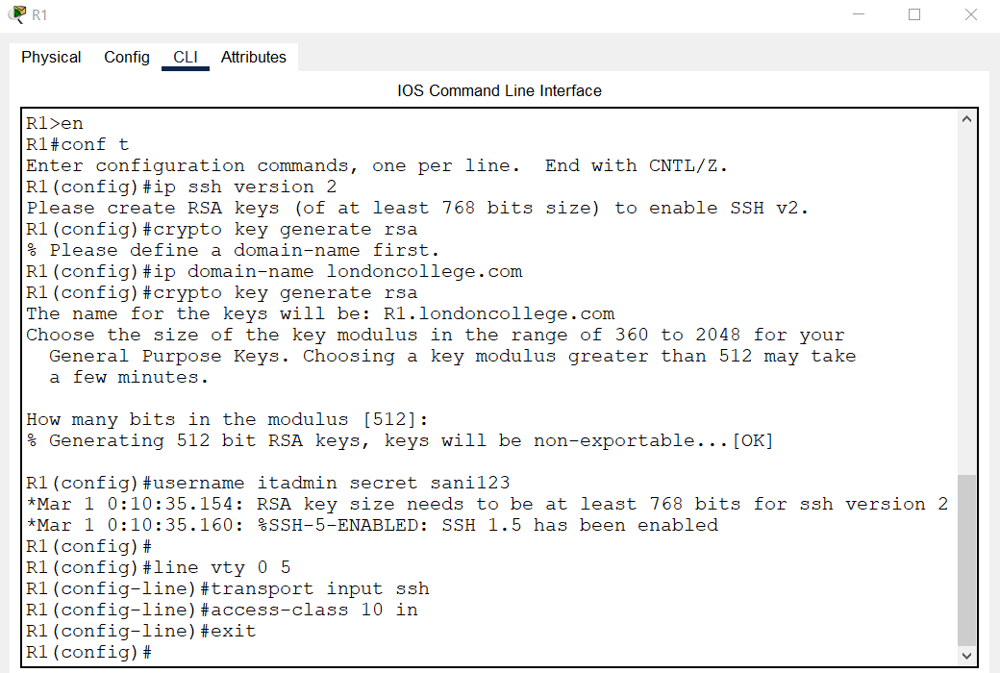 R1
Physical Config CLI Attributes
IOS Command Line Interface
R1>en
R1#conf t
Enter configuration commands, one per line.  End with CNTL/Z.
R1(config)#ip ssh version 2
Please create RSA keys (of at least 768 bits size) to enable SSH v2.
R1(config)#crypto key generate rsa
% Please define a domain-name first.
R1(config)#ip domain-name londoncollege.com
R1(config)#crypto key generate rsa
The name for the keys will be: R1.londoncollege.com
Choose the size of the key modulus in the range of 360 to 2048 for your
  General Purpose Keys. Choosing a key modulus greater than 512 may take
  a few minutes.

How many bits in the modulus [512]:
% Generating 512 bit RSA keys, keys will be non-exportable...[OK]

R1(config)#username itadmin secret sani123
*Mar 1 0:10:35.154: RSA key size needs to be at least 768 bits for ssh version 2
*Mar 1 0:10:35.160: %SSH-5-ENABLED: SSH 1.5 has been enabled
R1(config)#
R1(config)#line vty 0 5
R1(config-line)#transport input ssh
R1(config-line)#access-class 10 in
R1(config-line)#exit
R1(config)#